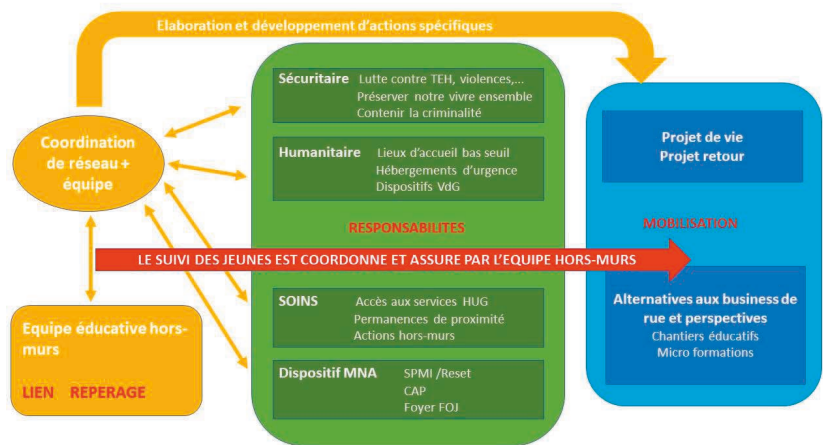 Elaboration et développement d'actions spécifiques
Coordination
de réseau +
équipe
Equipe éducative hors-
murs
LIEN REPERAGE
Sécuritaire Lutte contre TEH, violences,...
Préserver notre vivre ensemble
Contenir la criminalité
Humanitaire Lieux d'accueil bas seuil
Hébergements d'urgence
Dispositifs VdG
RESPONSABILITES
LE SUIVI DES JEUNES EST COORDONNE ET ASSURE PAR L'EQUIPE HORS-MURS
SOINS Accès aux services HUG
Permanences de proximité
Actions hors-murs
Dispositif MNA SPMI /Reset
CAP
Foyer FOJ
Projet de vie
Projet retour
MOBILISATION
Alternatives aux business de
rue et perspectives
Chantiers éducatifs
Micro formations